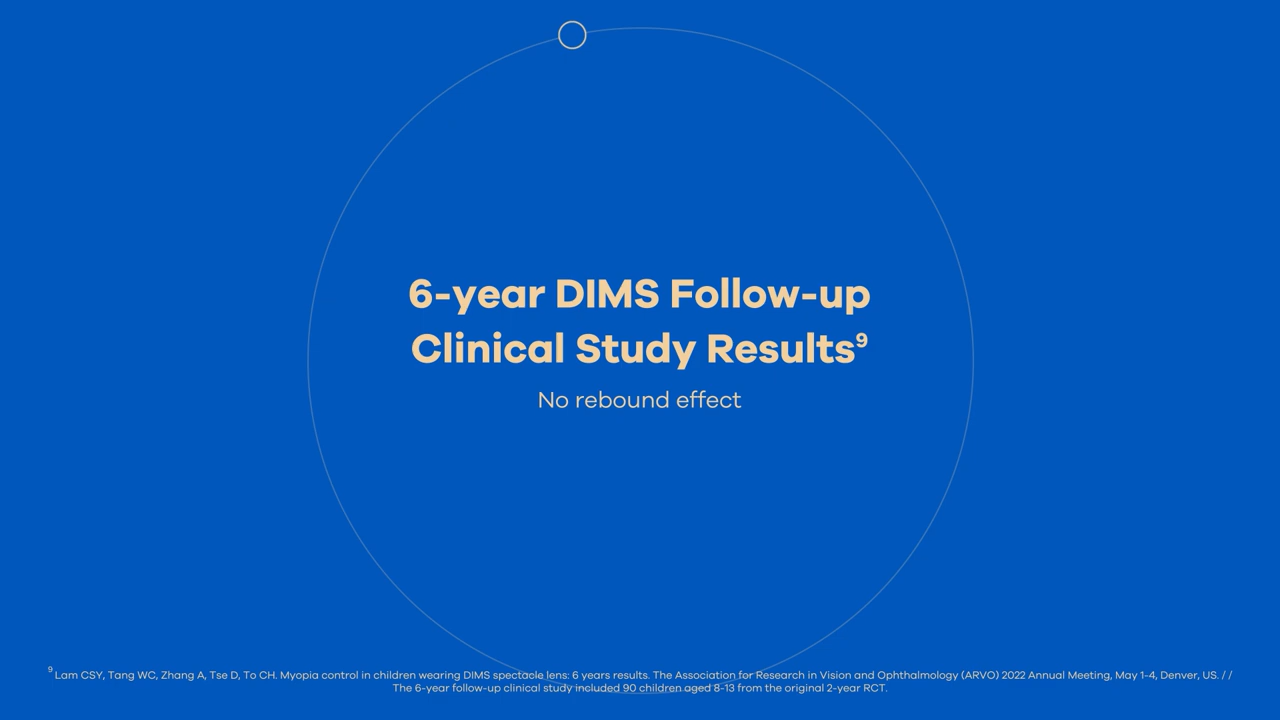 6-year DIMS Follow-up
Clinical Study Results⁹
No rebound effect
⁹ Lam CSY, Tang WC, Zhang A, Tse D, To CH. Myopia control in children wearing DIMS spectacle lens: 6 years results. The Association for Research in Vision and Ophthalmology (ARVO) 2022 Annual Meeting, May 1-4, Denver, US. / /
The 6-year follow-up clinical study included 90 children aged 8-13 from the original 2-year RCT.